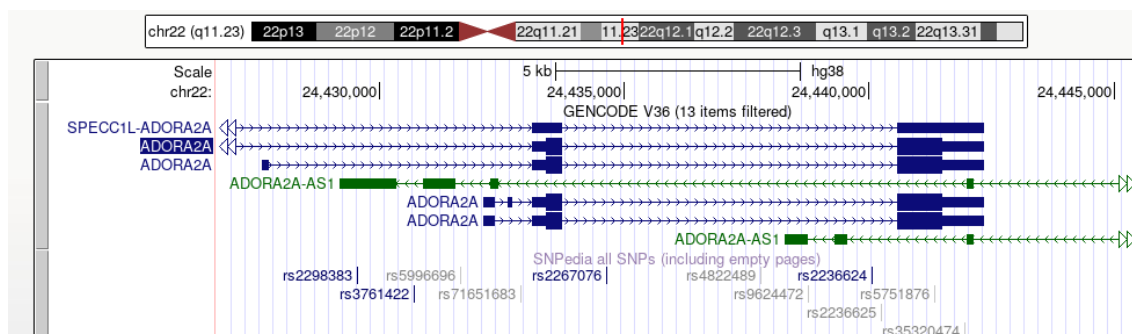 chr22 (q11.23) 22p13 22p12 22p11.2 22q11.21 11.23 22q12.1 q12.2 22q12.3 q13.1 q13.2 22q13.31
Scale 5 kb hg38
chr22: 24,430,000 24,435,000 24,440,000 24,445,000
GENCODE V36 (13 items filtered)
SPECC1L-ADORA2A
ADORA2A
ADORA2A
ADORA2A-AS1
ADORA2A
ADORA2A
ADORA2A-AS1
SNPedia all SNPs (including empty pages)
rs2298383 rs5996696 rs2267076 rs4822489 rs2236624
rs3761422 rs71651683 rs9624472 rs5751876
rs2236625
rs35320474